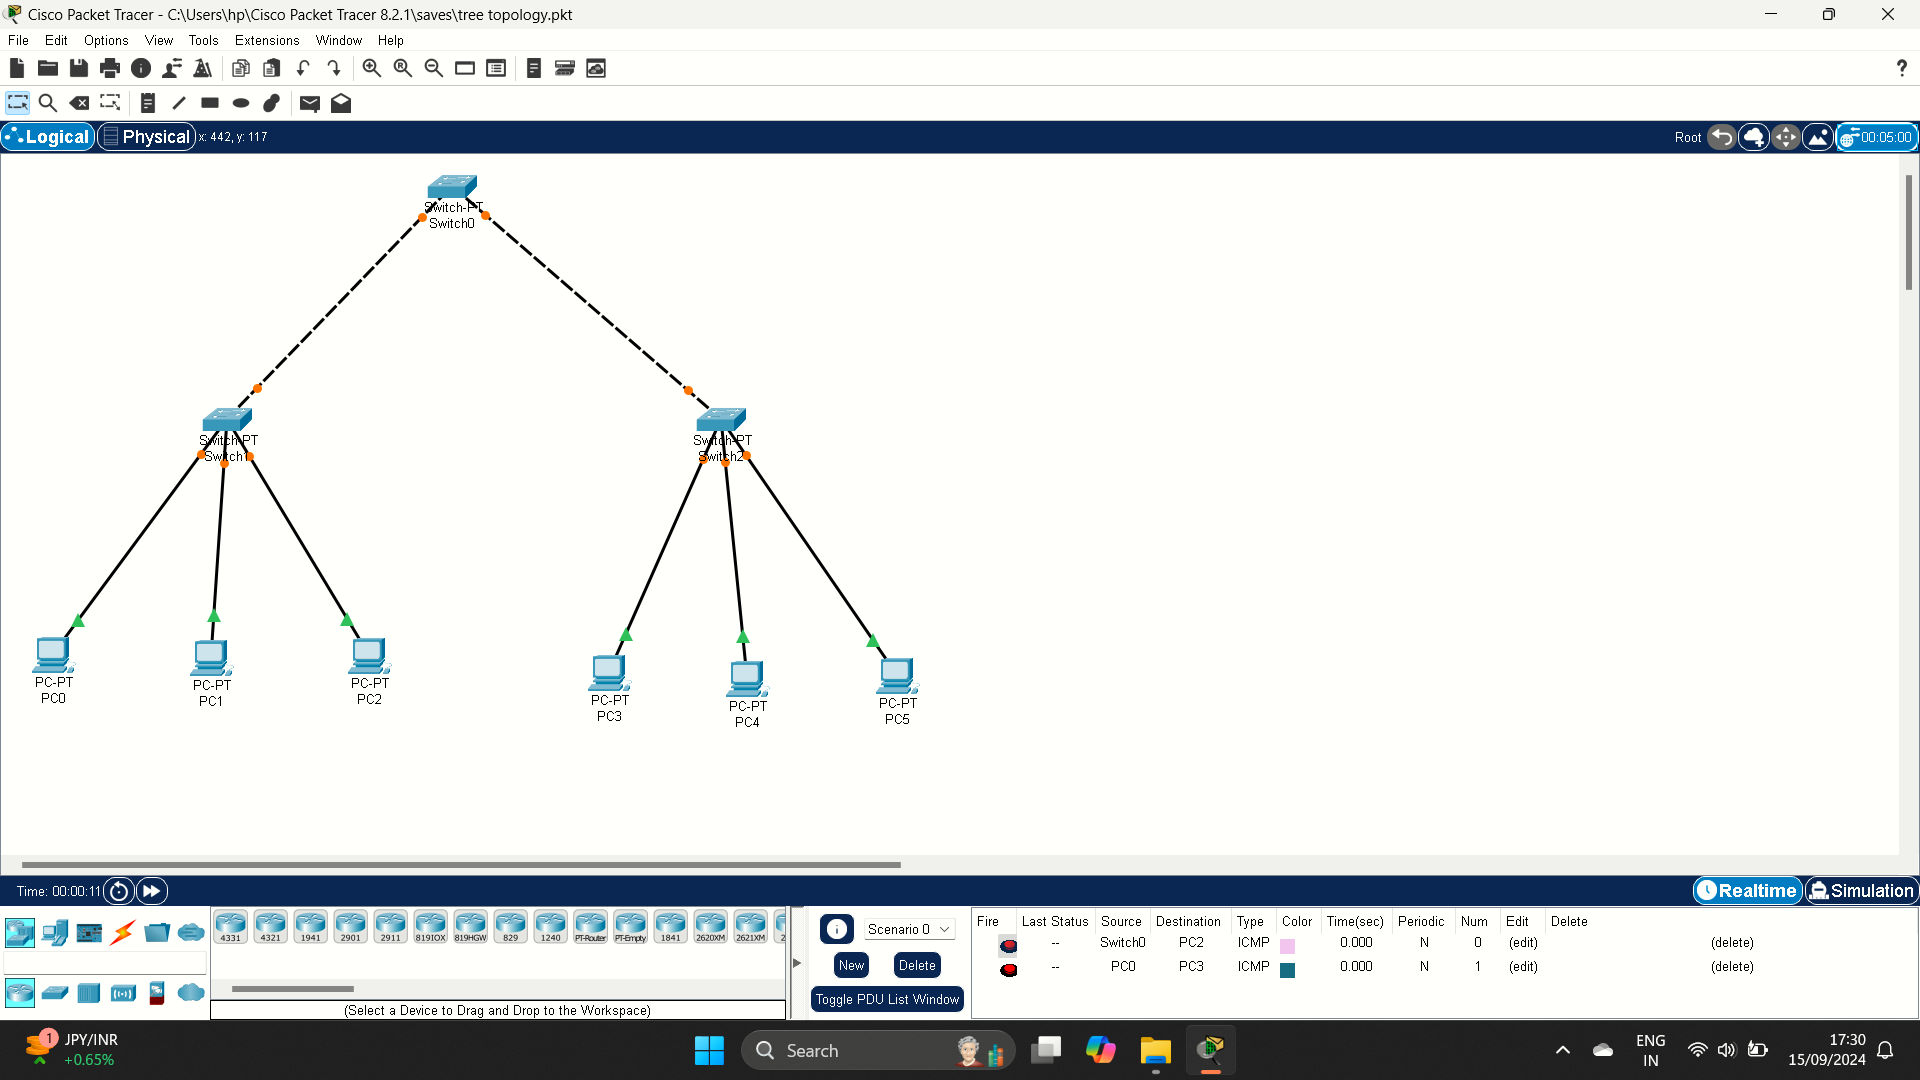 Cisco Packet Tracer - C:\Users\hp\Cisco Packet Tracer 8.2.1\saves\tree topology.pkt
File Edit Options View Tools Extensions Window Help
?
Logical Physical x: 442, y: 117 Root 00:05:00
Switch-PT
Switch0
Switch-PT
Switch1
Switch-PT
Switch2
PC-PT
PC0
PC-PT
PC1
PC-PT
PC2
PC-PT
PC3
PC-PT
PC4
PC-PT
PC5
Time: 00:00:11 Realtime Simulation
4331 4321 1941 2901 2911 819IOX 819HGW 829 1240 PT-Router PT-Empty 1841 2620XM 2621XM 2
(Select a Device to Drag and Drop to the Workspace)
Scenario 0
New Delete
Toggle PDU List Window
Fire Last Status Source Destination Type Color Time(sec) Periodic Num Edit Delete
-- Switch0 PC2 ICMP 0.000 N 0 (edit) (delete)
-- PC0 PC3 ICMP 0.000 N 1 (edit) (delete)
1 JPY/INR
+0.65%
Search
ENG
IN
17:30
15/09/2024